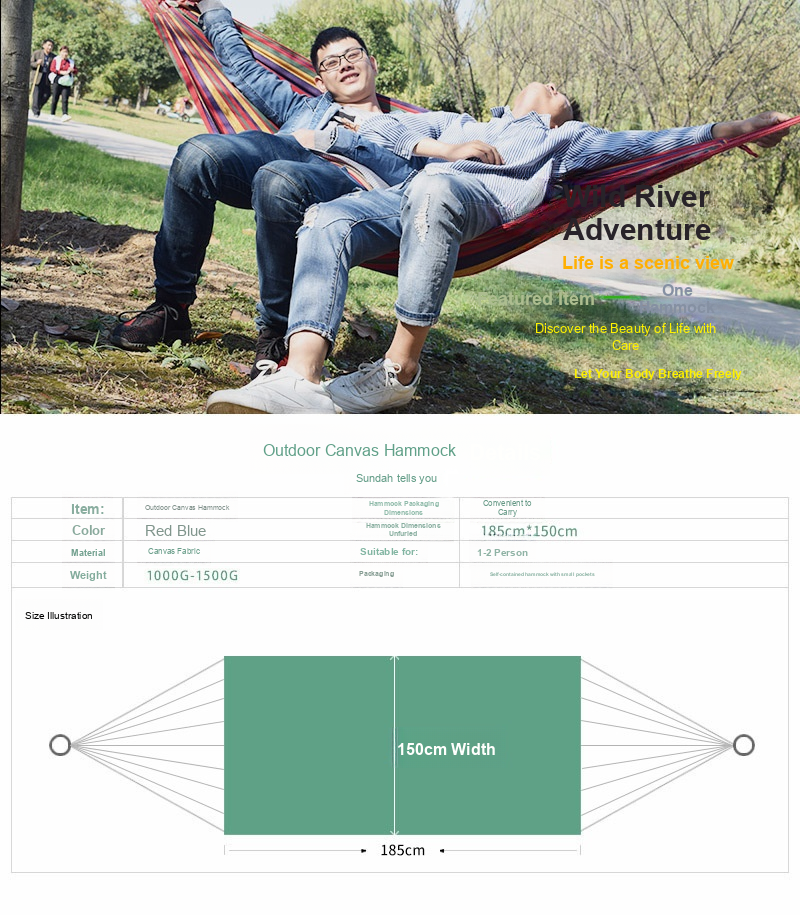 Wild River
Adventure
Life is a scenic view
Featured Item
One
Hammock
Discover the Beauty of Life with
Care
Let Your Body Breathe Freely
Outdoor Canvas Hammock
Sundah tells you
Item: Outdoor Canvas Hammock Hammock Packaging Dimensions Convenient to Carry
Color Red Blue Hammock Dimensions Unfurled 185cm*150cm
Material Canvas Fabric Suitable for: 1-2 Person
Weight 1000G-1500G Packaging Self-contained hammock with small pockets
Size Illustration
150cm Width
185cm